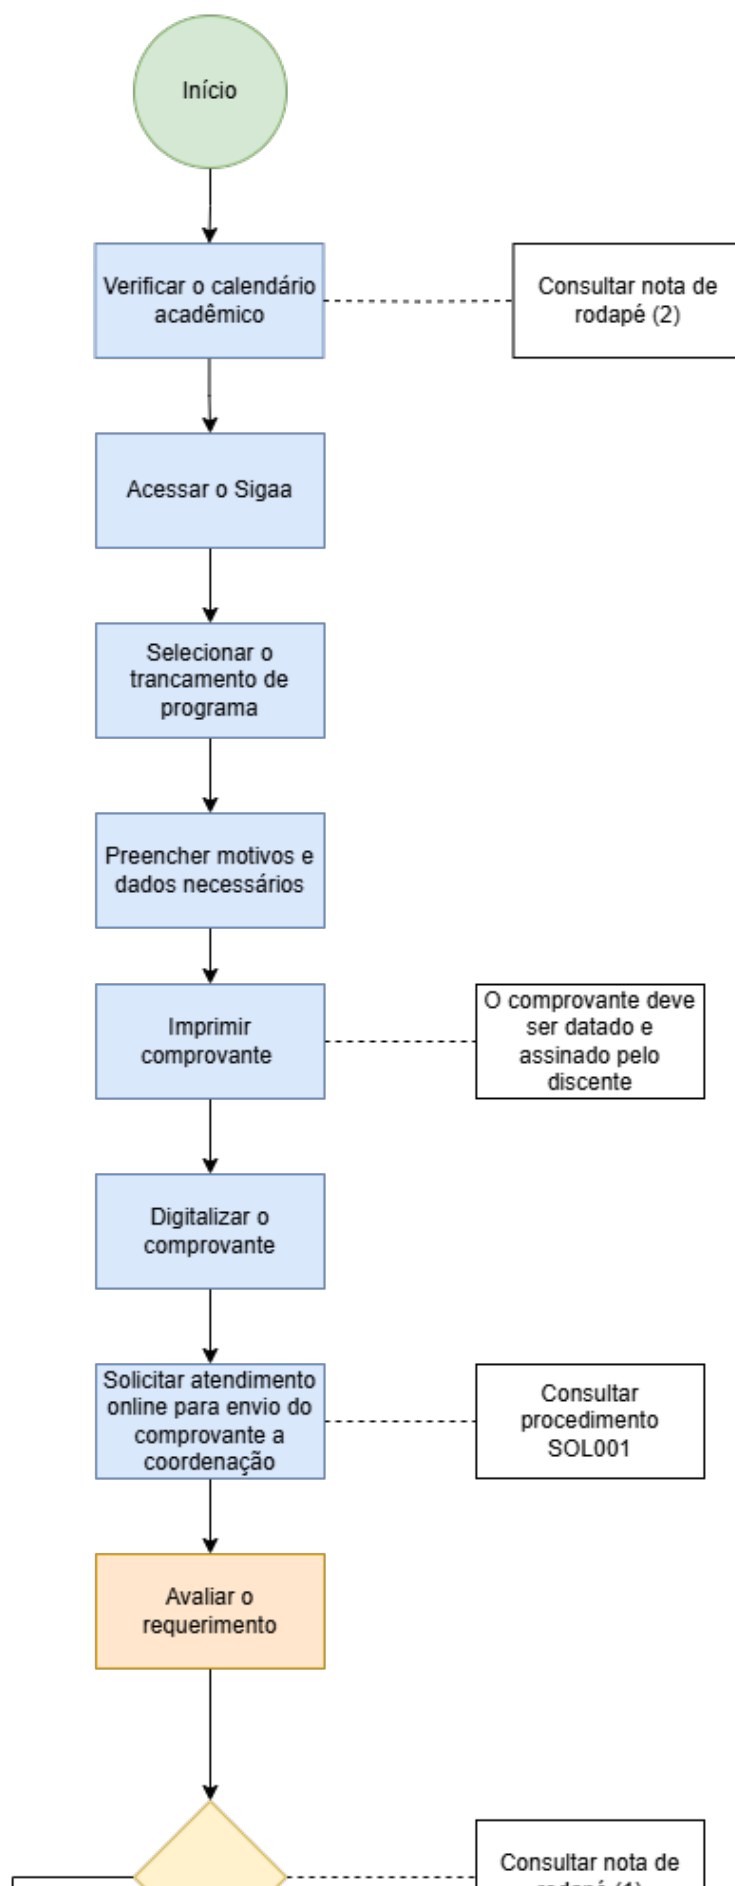 Início
Verificar o calendário
acadêmico
Consultar nota de
rodapé (2)
Acessar o Sigaa
Selecionar o
trancamento de
programa
Preencher motivos e
dados necessários
Imprimir
comprovante
O comprovante deve
ser datado e
assinado pelo
discente
Digitalizar o
comprovante
Solicitar atendimento
online para envio do
comprovante a
coordenação
Consultar
procedimento
SOL001
Avaliar o
requerimento
Consultar nota de
rodapé (1)